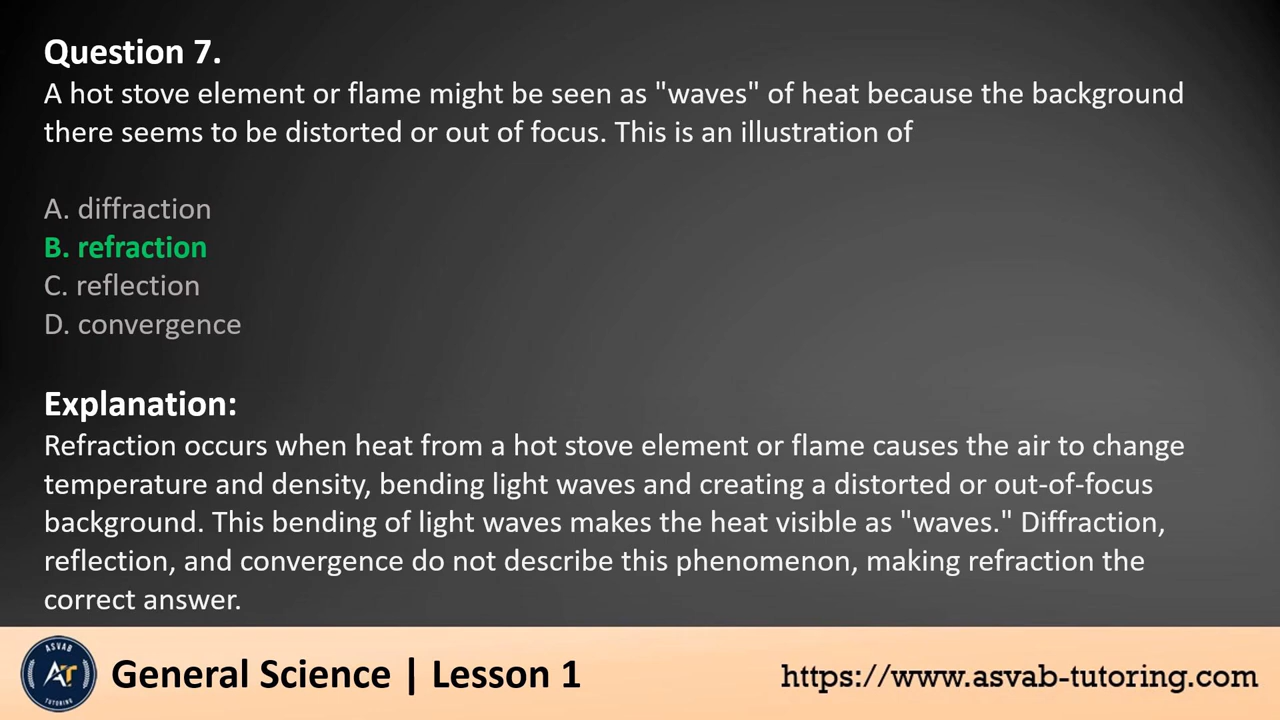 Question 7.
A hot stove element or flame might be seen as "waves" of heat because the background
there seems to be distorted or out of focus. This is an illustration of
A. diffraction
B. refraction
C. reflection
D. convergence
Explanation:
Refraction occurs when heat from a hot stove element or flame causes the air to change
temperature and density, bending light waves and creating a distorted or out-of-focus
background. This bending of light waves makes the heat visible as "waves." Diffraction,
reflection, and convergence do not describe this phenomenon, making refraction the
correct answer.
ASVAB
AT
TUTORING
General Science | Lesson 1
https://www.asvab-tutoring.com